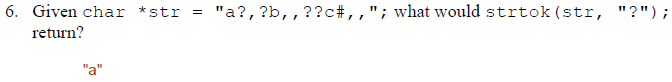 6. Given char *str = "a?,?b,,??c#,,"; what would strtok(str, "?");
return?
"a"